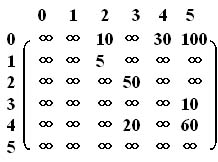 0 1 2 3 4 5
0 ∞ ∞ 10 ∞ 30 100
1 ∞ ∞ 5 ∞ ∞ ∞
2 ∞ ∞ ∞ 50 ∞ ∞
3 ∞ ∞ ∞ ∞ ∞ 10
4 ∞ ∞ ∞ 20 ∞ 60
5 ∞ ∞ ∞ ∞ ∞ ∞